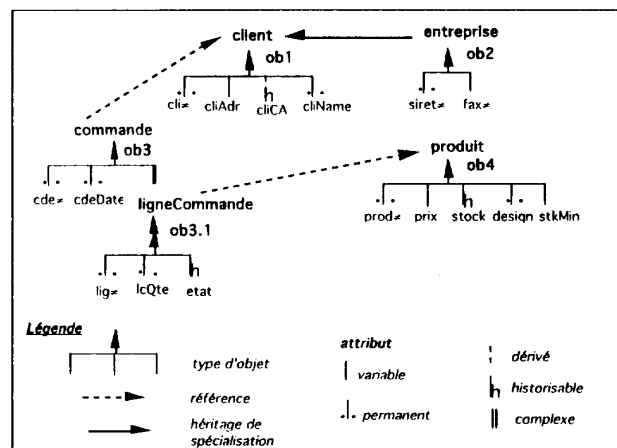 client
entreprise
ob1
ob2
cli≠ cliAdr h cliCA cliName
siret≠ fax≠
commande
ob3
produit
ob4
cde≠ cdeDate
ligneCommande
ob3.1
prod≠ prix h stock design stkMin
lig≠ lcQte h etat
Légende
type d'objet
référence
héritage de
spécialisation
attribut
variable
permanent
dérivé
h historisable
complexe